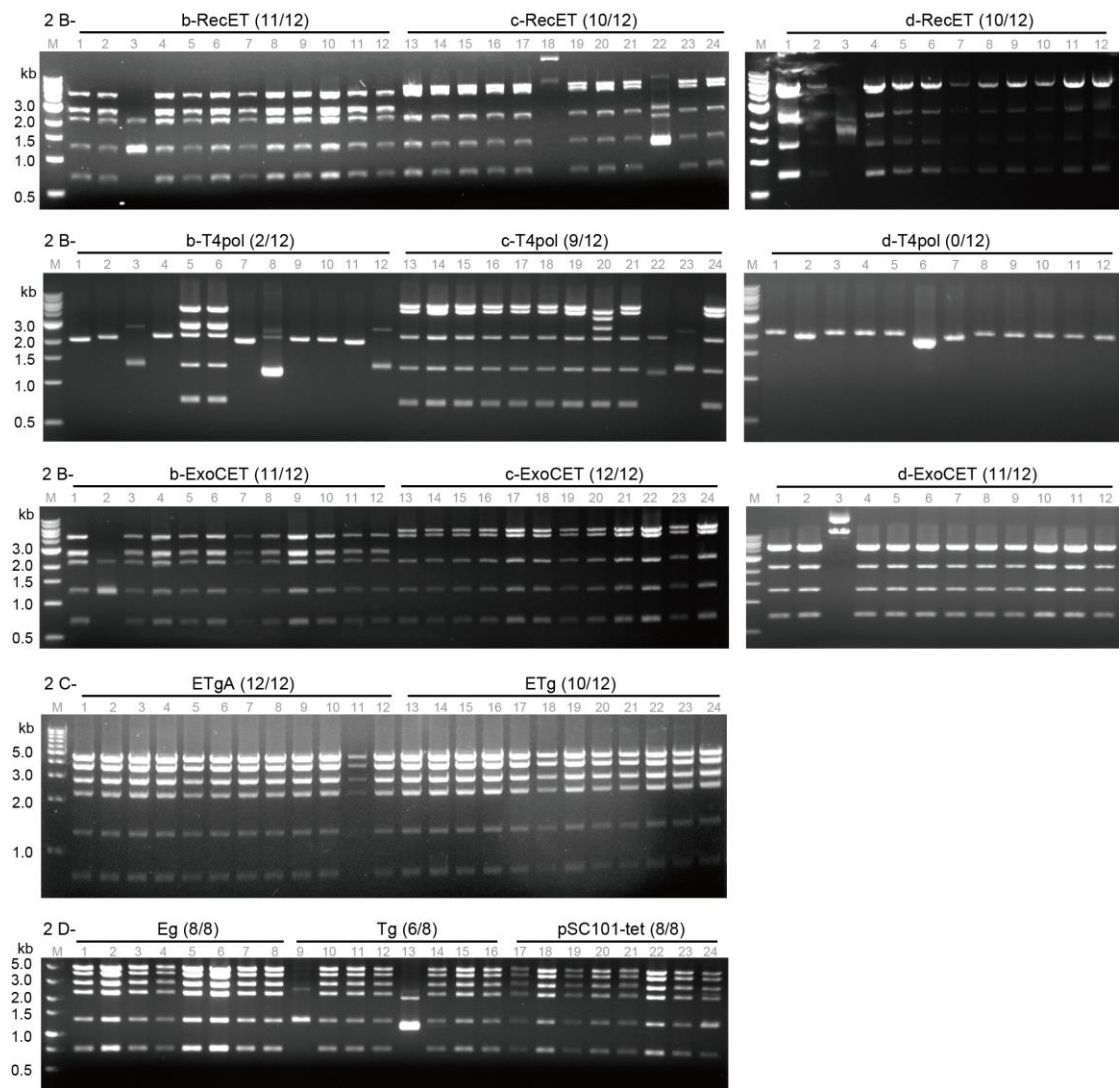 2 B- b-RecET (11/12) c-RecET (10/12) d-RecET (10/12)
M 1 2 3 4 5 6 7 8 9 10 11 12 13 14 15 16 17 18 19 20 21 22 23 24 M 1 2 3 4 5 6 7 8 9 10 11 12
kb
3.0
2.0
1.5
1.0
0.5
2 B- b-T4pol (2/12) c-T4pol (9/12) d-T4pol (0/12)
M 1 2 3 4 5 6 7 8 9 10 11 12 13 14 15 16 17 18 19 20 21 22 23 24 M 1 2 3 4 5 6 7 8 9 10 11 12
kb
3.0
2.0
1.5
1.0
0.5
2 B- b-ExoCET (11/12) c-ExoCET (12/12) d-ExoCET (11/12)
M 1 2 3 4 5 6 7 8 9 10 11 12 13 14 15 16 17 18 19 20 21 22 23 24 M 1 2 3 4 5 6 7 8 9 10 11 12
kb
3.0
2.0
1.5
1.0
0.5
2 C- ETgA (12/12) ETg (10/12)
M 1 2 3 4 5 6 7 8 9 10 11 12 13 14 15 16 17 18 19 20 21 22 23 24
kb
5.0
3.0
2.0
1.0
2 D- Eg (8/8) Tg (6/8) pSC101-tet (8/8)
kb M 1 2 3 4 5 6 7 8 9 10 11 12 13 14 15 16 17 18 19 20 21 22 23 24
5.0
3.0
2.0
1.5
1.0
0.5